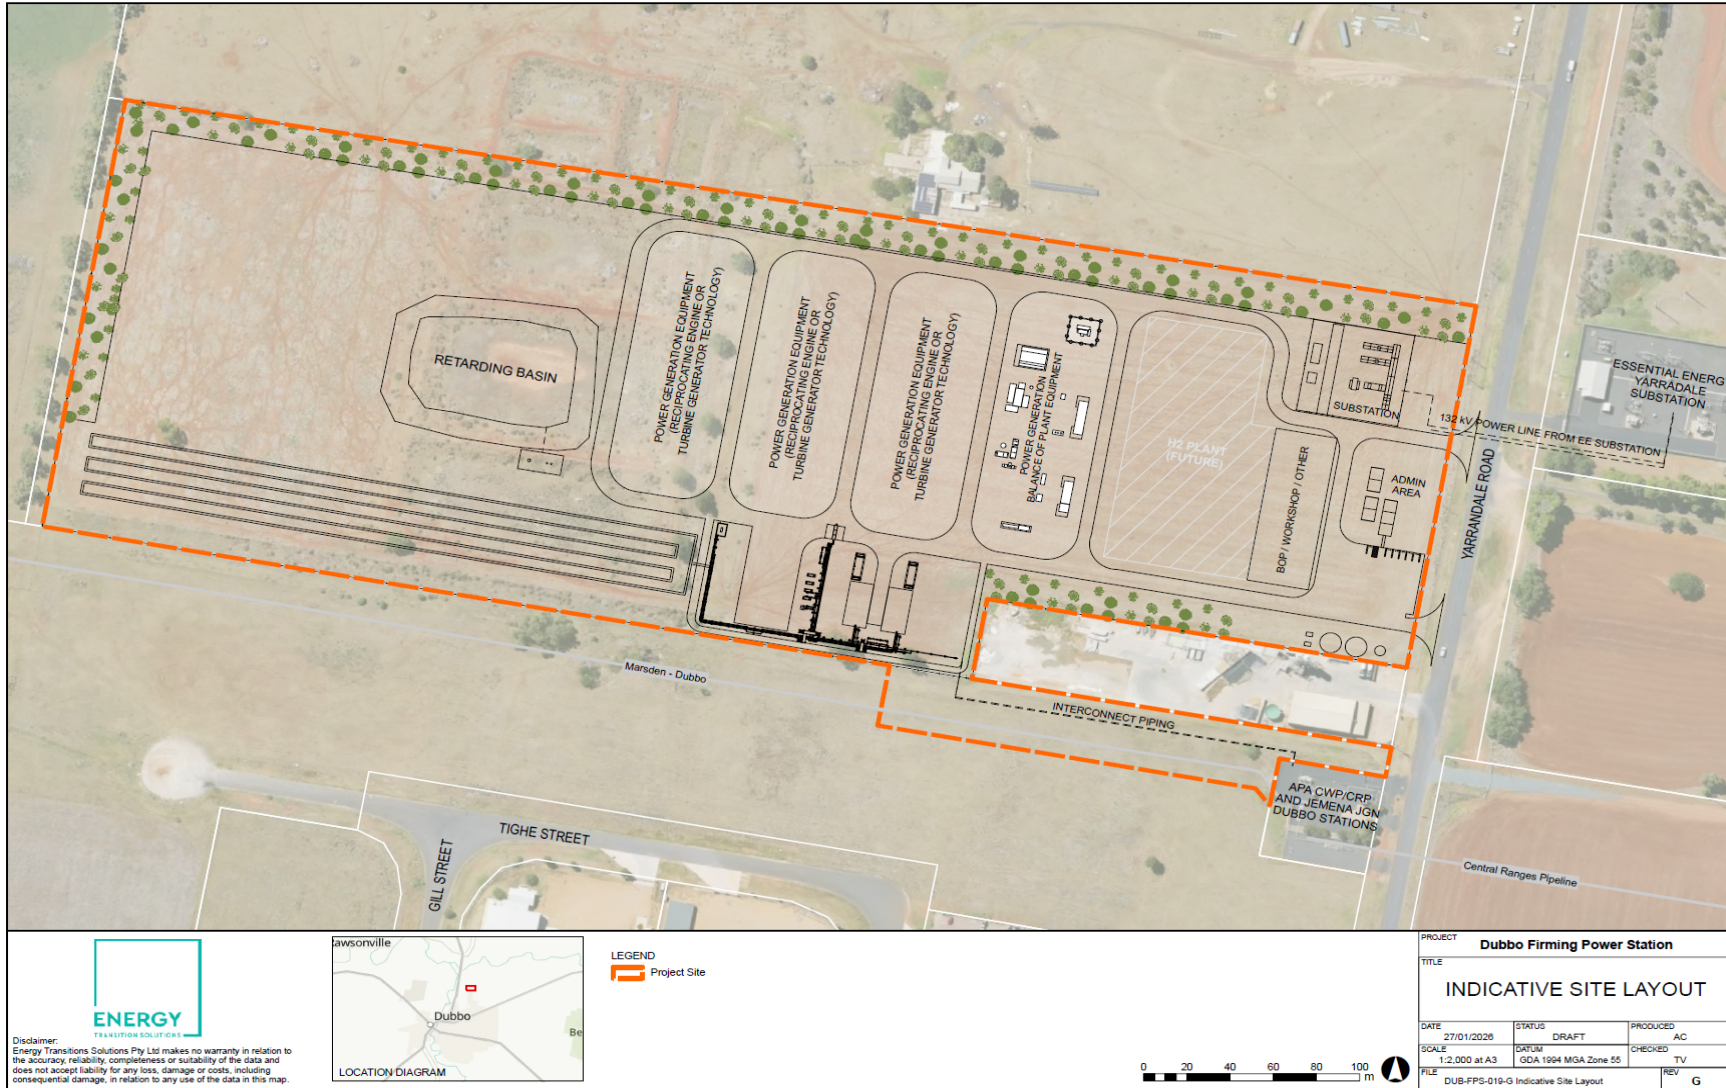 RETARDING BASIN
POWER GENERATION EQUIPMENT
(RECIPROCATING ENGINE OR
TURBINE GENERATOR TECHNOLOGY)
POWER GENERATION EQUIPMENT
(RECIPROCATING ENGINE OR
TURBINE GENERATOR TECHNOLOGY)
POWER GENERATION EQUIPMENT
(RECIPROCATING ENGINE OR
TURBINE GENERATOR TECHNOLOGY)
POWER GENERATION
BALANCE OF PLANT EQUIPMENT
H2 PLANT
(FUTURE)
BOP / WORKSHOP / OTHER
SUBSTATION
ADMIN
AREA
132 kV POWER LINE FROM EE SUBSTATION
ESSENTIAL ENERG
YARRADALE
SUBSTATION
YARRANDALE ROAD
Marsden - Dubbo
INTERCONNECT PIPING
APA CWP/CRP
AND JEMENA JGN
DUBBO STATIONS
Central Ranges Pipeline
TIGHE STREET
GILL STREET
ENERGY
TRANSITION SOLUTIONS
Disclaimer:
Energy Transitions Solutions Pty Ltd makes no warranty in relation to
the accuracy, reliability, completeness or suitability of the data and
does not accept liability for any loss, damage or costs, including
consequential damage, in relation to any use of the data in this map.
awsonville
Dubbo
Be
LOCATION DIAGRAM
LEGEND
Project Site
0 20 40 60 80 100
m
PROJECT
Dubbo Firming Power Station
TITLE
INDICATIVE SITE LAYOUT
DATE
27/01/2026
STATUS
DRAFT
PRODUCED
AC
SCALE
1:2,000 at A3
DATUM
GDA 1994 MGA Zone 55
CHECKED
TV
FILE
DUB-FPS-019-G Indicative Site Layout
REV
G